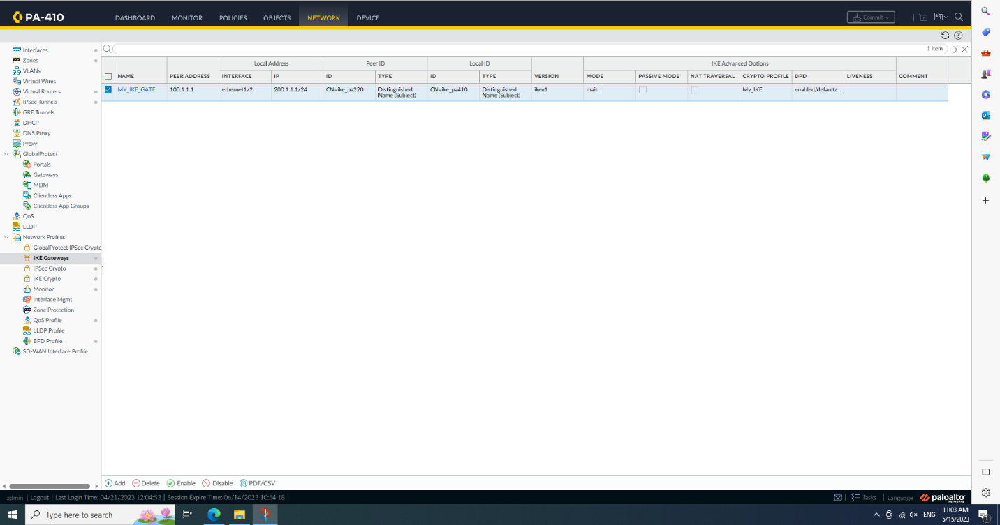 PA-410
DASHBOARD MONITOR POLICIES OBJECTS NETWORK DEVICE
Commit
Interfaces
Zones
VLANs
Virtual Wires
Virtual Routers
IPSec Tunnels
GRE Tunnels
DHCP
DNS Proxy
Proxy
GlobalProtect
Portals
Gateways
MDM
Clientless Apps
Clientless App Groups
QoS
LLDP
Network Profiles
GlobalProtect IPSec Crypto
IKE Gateways
IPSec Crypto
IKE Crypto
Monitor
Interface Mgmt
Zone Protection
QoS Profile
LLDP Profile
BFD Profile
SD-WAN Interface Profile
1 item
Local Address Peer ID Local ID IKE Advanced Options
NAME PEER ADDRESS INTERFACE IP ID TYPE ID TYPE VERSION MODE PASSIVE MODE NAT TRAVERSAL CRYPTO PROFILE DPD LIVENESS COMMENT
MY_IKE_GATE 100.1.1.1 ethernet1/2 200.1.1.1/24 CN=ike_pa220 Distinguished Name (Subject) CN=ike_pa410 Distinguished Name (Subject) ikev1 main My_IKE enabled/default/...
Add Delete Enable Disable PDF/CSV
admin | Logout | Last Login Time: 04/21/2023 12:04:53 | Session Expire Time: 06/14/2023 10:54:18 |
Tasks | Language paloalto
NETWORKS
Type here to search
ENG
11:03 AM
5/15/2023
1